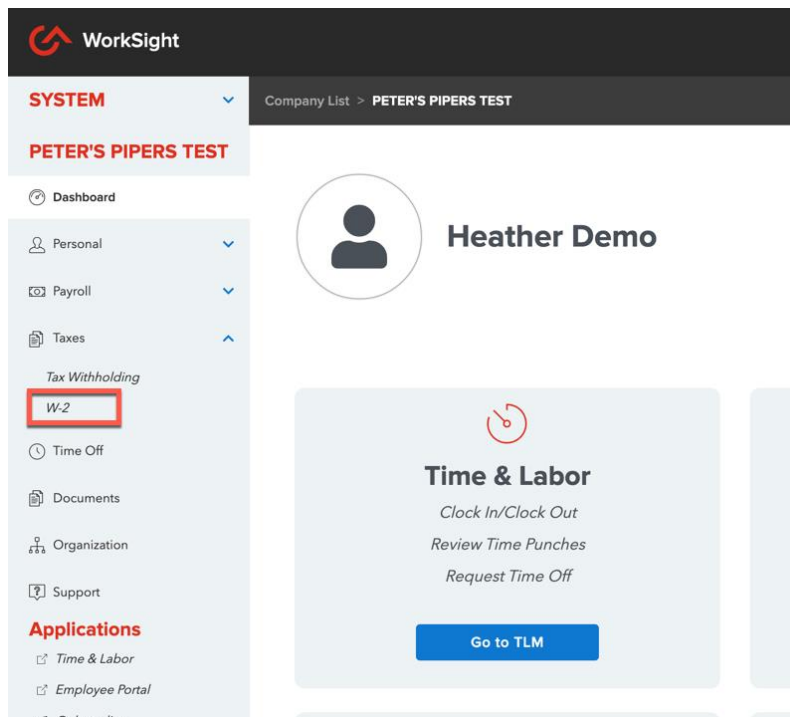 WorkSight
SYSTEM
Company List > PETER'S PIPERS TEST
PETER'S PIPERS TEST
Dashboard
Personal
Payroll
Taxes
Tax Withholding
W-2
Time Off
Documents
Organization
Support
Applications
Time & Labor
Employee Portal
Heather Demo
Time & Labor
Clock In/Clock Out
Review Time Punches
Request Time Off
Go to TLM